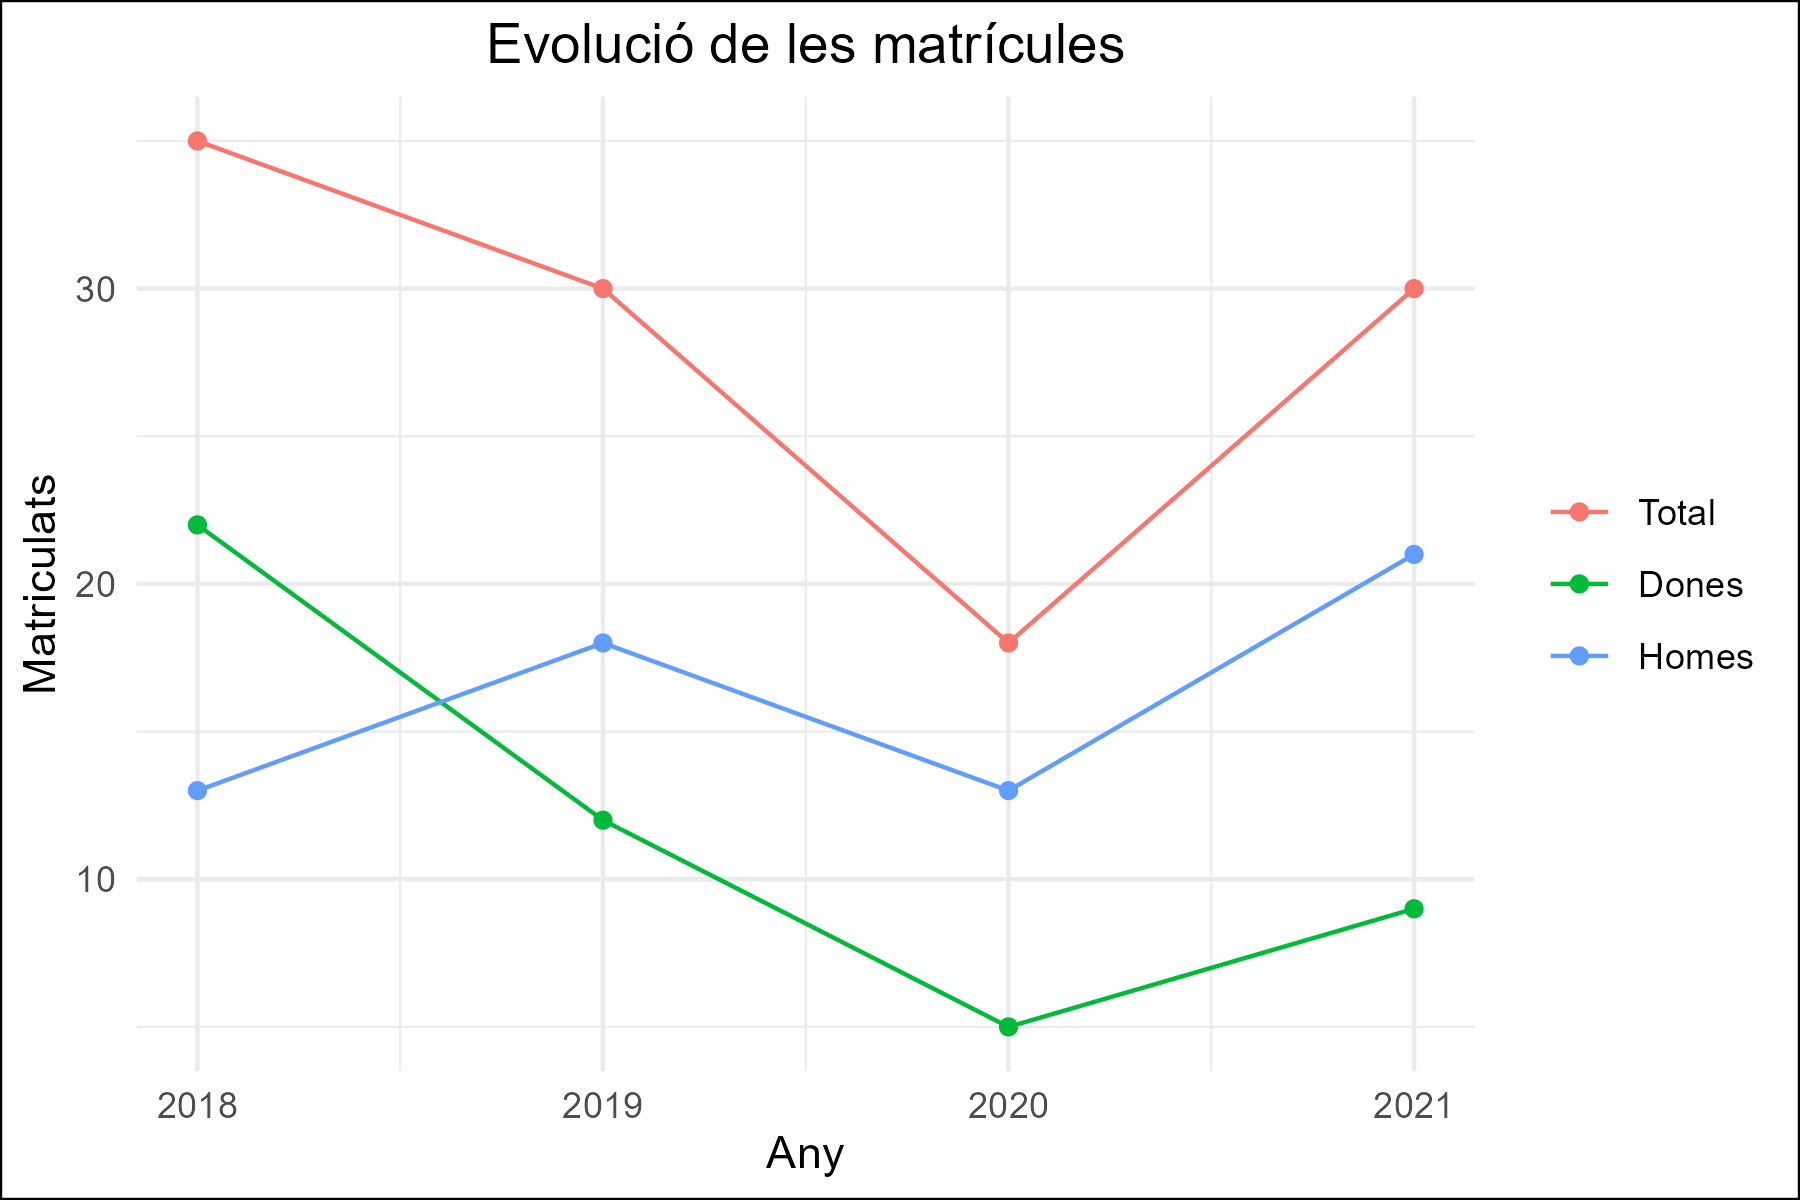 Evolució de les matrícules
Matriculats
30
20
10
2018
2019
2020
2021
Any
Total
Dones
Homes